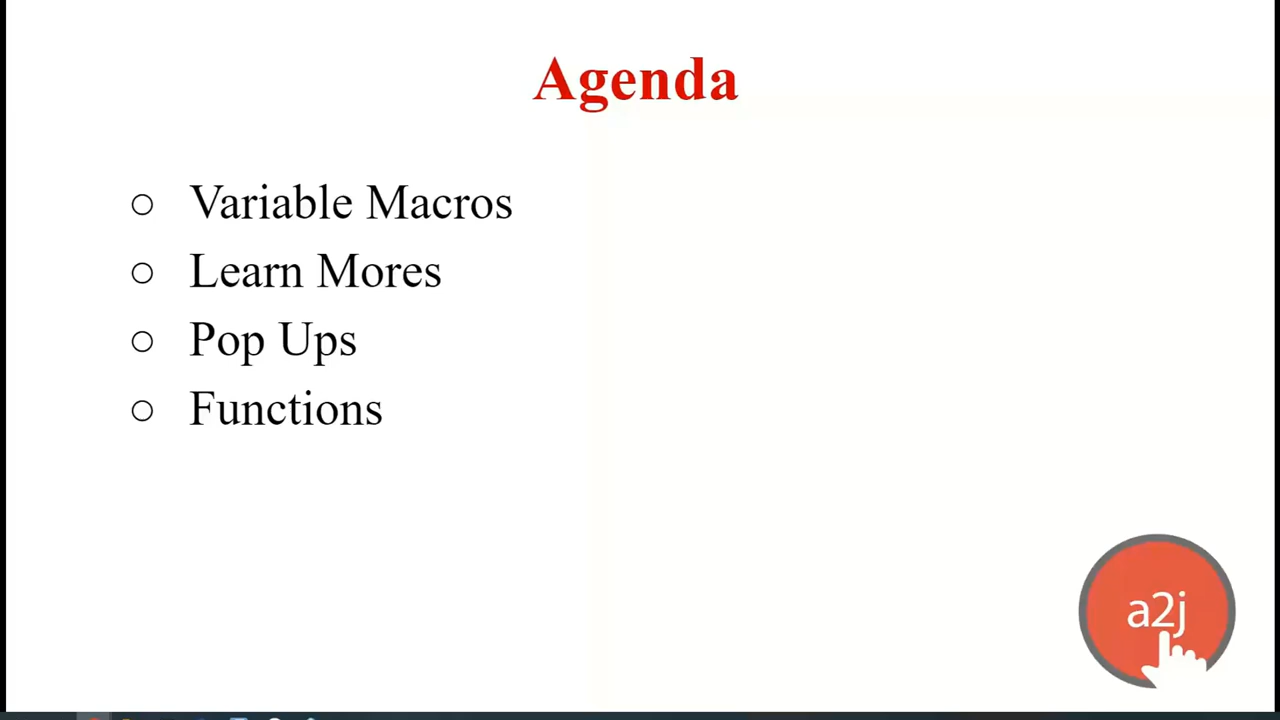 Agenda
○ Variable Macros
○ Learn Mores
○ Pop Ups
○ Functions
a2j